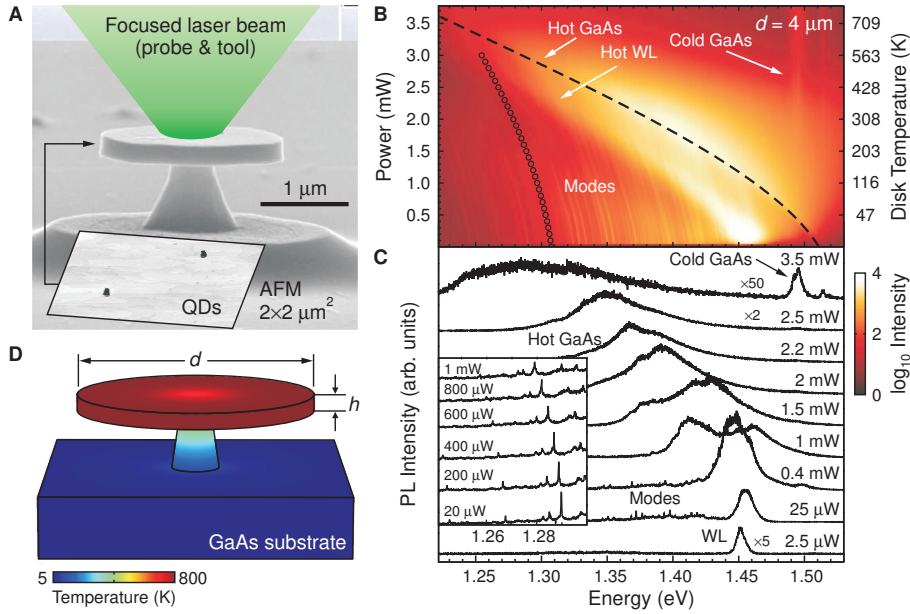 A
Focused laser beam
(probe & tool)
1 μm
QDs
AFM
2×2 μm²
B
d = 4 μm
Hot GaAs
Hot WL
Cold GaAs
Modes
Power (mW)
3.5
3.0
2.5
2.0
1.5
1.0
0.5
709
563
428
308
203
116
47
Disk Temperature (K)
C
Cold GaAs
3.5 mW
×50
2.5 mW
×2
Hot GaAs
2.2 mW
2 mW
1.5 mW
1 mW
0.4 mW
Modes
25 μW
WL
×5
2.5 μW
1 mW
800 μW
600 μW
400 μW
200 μW
20 μW
1.26
1.28
PL Intensity (arb. units)
1.25
1.30
1.35
1.40
1.45
1.50
Energy (eV)
4
2
0
log₁₀ Intensity
D
d
h
GaAs substrate
5
800
Temperature (K)